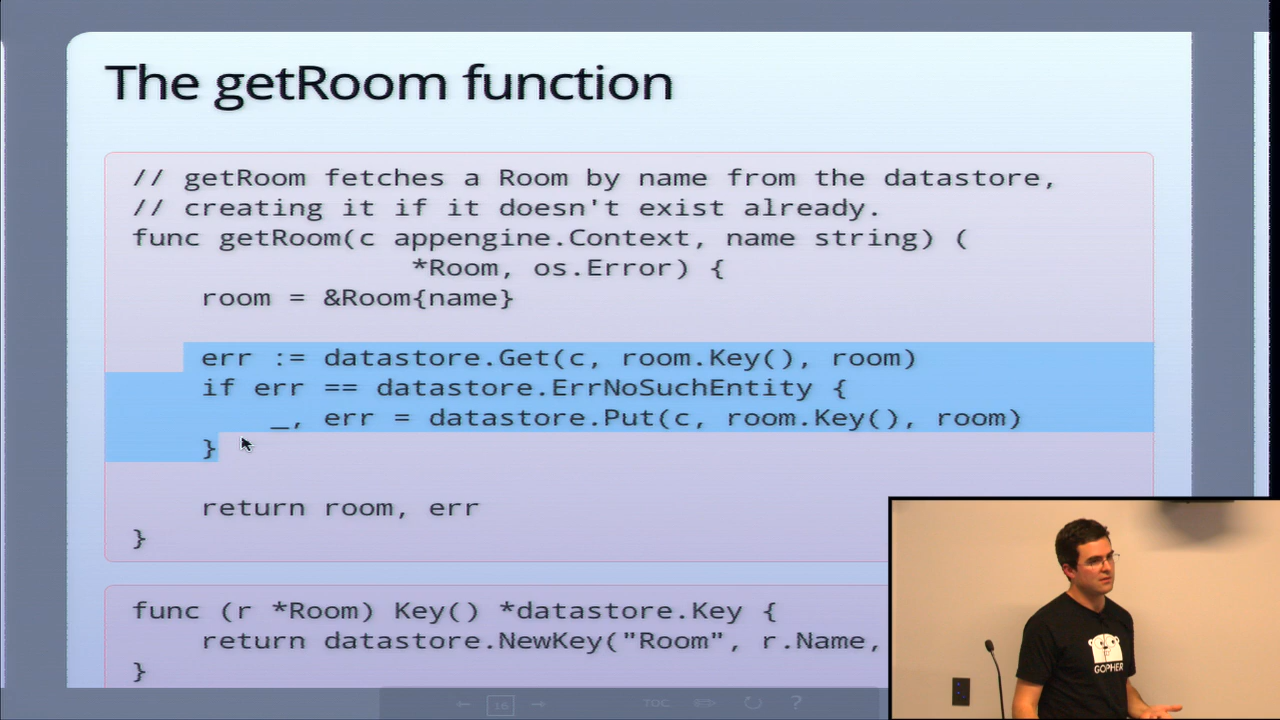 The getRoom function
// getRoom fetches a Room by name from the datastore,
// creating it if it doesn't exist already.
func getRoom(c appengine.Context, name string) (
*Room, os.Error) {
room = &Room{name}
err := datastore.Get(c, room.Key(), room)
if err == datastore.ErrNoSuchEntity {
_, err = datastore.Put(c, room.Key(), room)
}
return room, err
}
func (r *Room) Key() *datastore.Key {
return datastore.NewKey("Room", r.Name,
}
← 16 → TOC ?
GOPHER